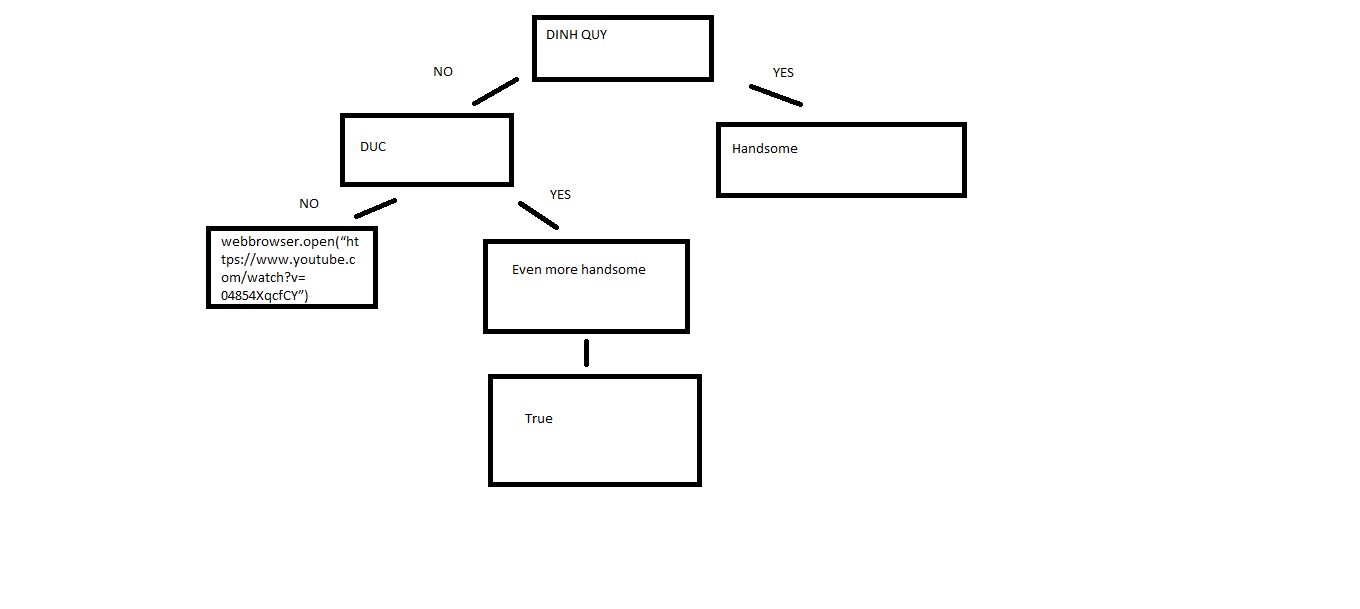 DINH QUY
NO
YES
DUC
Handsome
NO
YES
webbrowser.open(“ht
tps://www.youtube.c
om/watch?v=
04854XqcfCY”)
Even more handsome
True